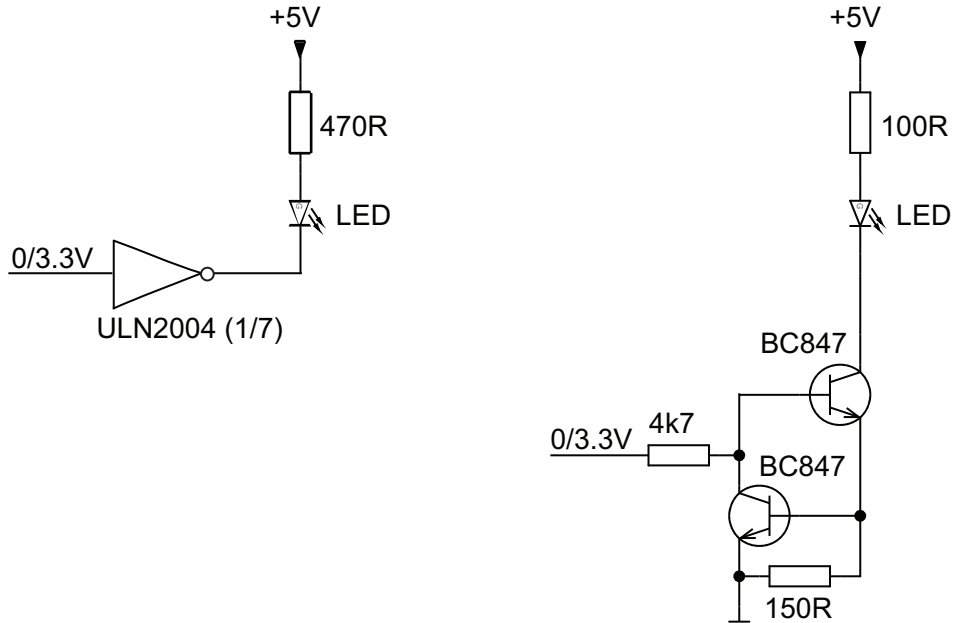 +5V
470R
LED
0/3.3V
ULN2004 (1/7)
+5V
100R
LED
BC847
0/3.3V
4k7
BC847
150R